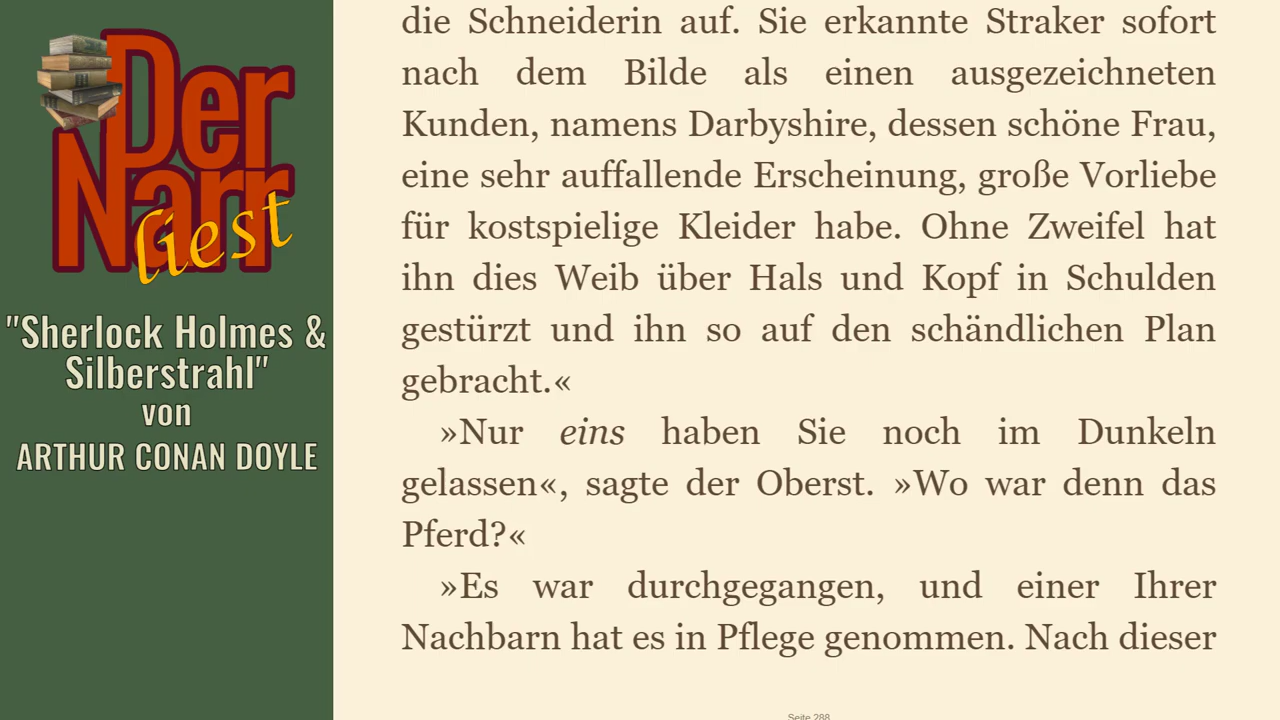 Der
Narr
liest
"Sherlock Holmes &
Silberstrahl"
von
ARTHUR CONAN DOYLE
die Schneiderin auf. Sie erkannte Straker sofort
nach dem Bilde als einen ausgezeichneten
Kunden, namens Darbyshire, dessen schöne Frau,
eine sehr auffallende Erscheinung, große Vorliebe
für kostspielige Kleider habe. Ohne Zweifel hat
ihn dies Weib über Hals und Kopf in Schulden
gestürzt und ihn so auf den schändlichen Plan
gebracht.«
»Nur eins haben Sie noch im Dunkeln
gelassen«, sagte der Oberst. »Wo war denn das
Pferd?«
»Es war durchgegangen, und einer Ihrer
Nachbarn hat es in Pflege genommen. Nach dieser
Seite 288